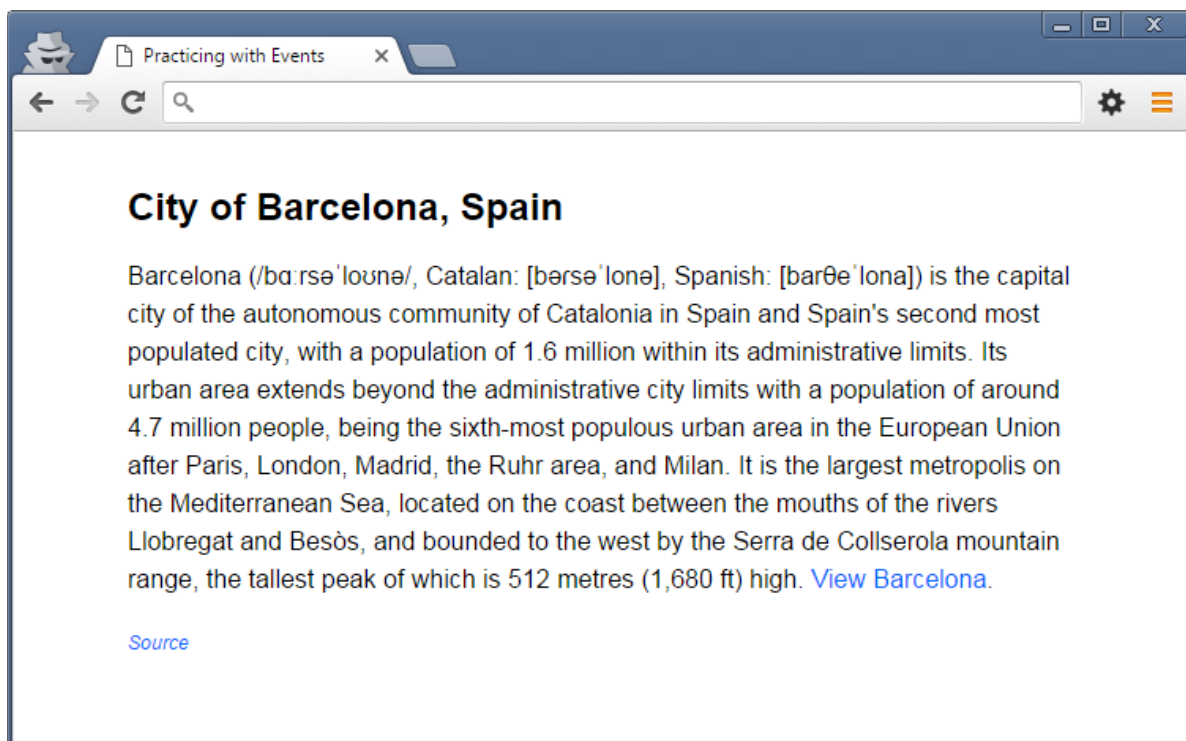 Practicing with Events
City of Barcelona, Spain
Barcelona (/bɑːrsəˈloʊnə/, Catalan: [bərsəˈlonə], Spanish: [barθeˈlona]) is the capital
city of the autonomous community of Catalonia in Spain and Spain's second most
populated city, with a population of 1.6 million within its administrative limits. Its
urban area extends beyond the administrative city limits with a population of around
4.7 million people, being the sixth-most populous urban area in the European Union
after Paris, London, Madrid, the Ruhr area, and Milan. It is the largest metropolis on
the Mediterranean Sea, located on the coast between the mouths of the rivers
Llobregat and Besòs, and bounded to the west by the Serra de Collserola mountain
range, the tallest peak of which is 512 metres (1,680 ft) high. View Barcelona.
Source